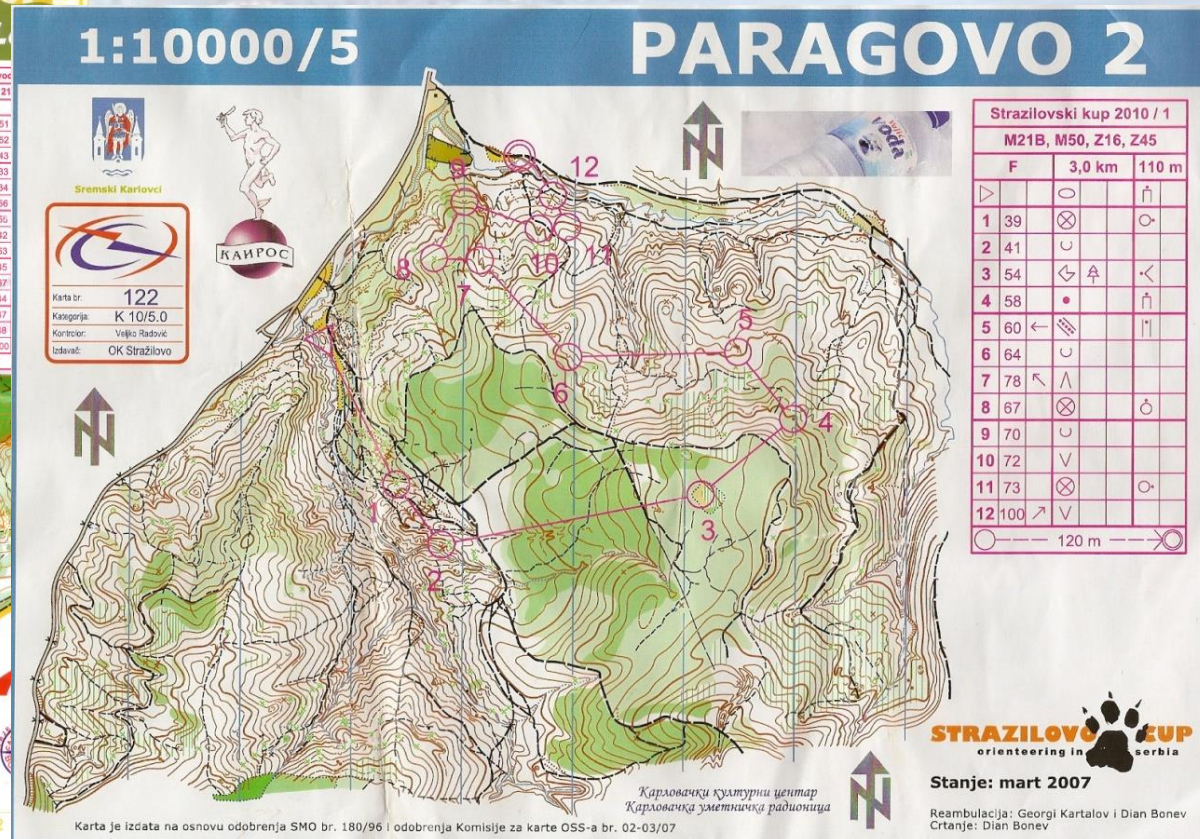 1:10000/5
PARAGOVO 2
Sremski Karlovci
КАИРОС
Karta br: 122
Kategorija: K 10/5.0
Kontrolor: Veljko Radović
Izdavač: OK Stražilovo
voda
Strazilovski kup 2010 / 1
M21B, M50, Z16, Z45
F 3,0 km 110 m
1 39
2 41
3 54
4 58
5 60
6 64
7 78
8 67
9 70
10 72
11 73
12 100
120 m
9
12
8
10
11
7
5
6
4
3
1
2
STRAZILOVO CUP
orienteering in serbia
Stanje: mart 2007
Reambulacija: Georgi Kartalov i Dian Bonev
Crtanje: Dian Bonev
Карловачки културни центар
Карловачка уметничка радионица
Karta je izdata na osnovu odobrenja SMO br. 180/96 i odobrenja Komisije za karte OSS-a br. 02-03/07